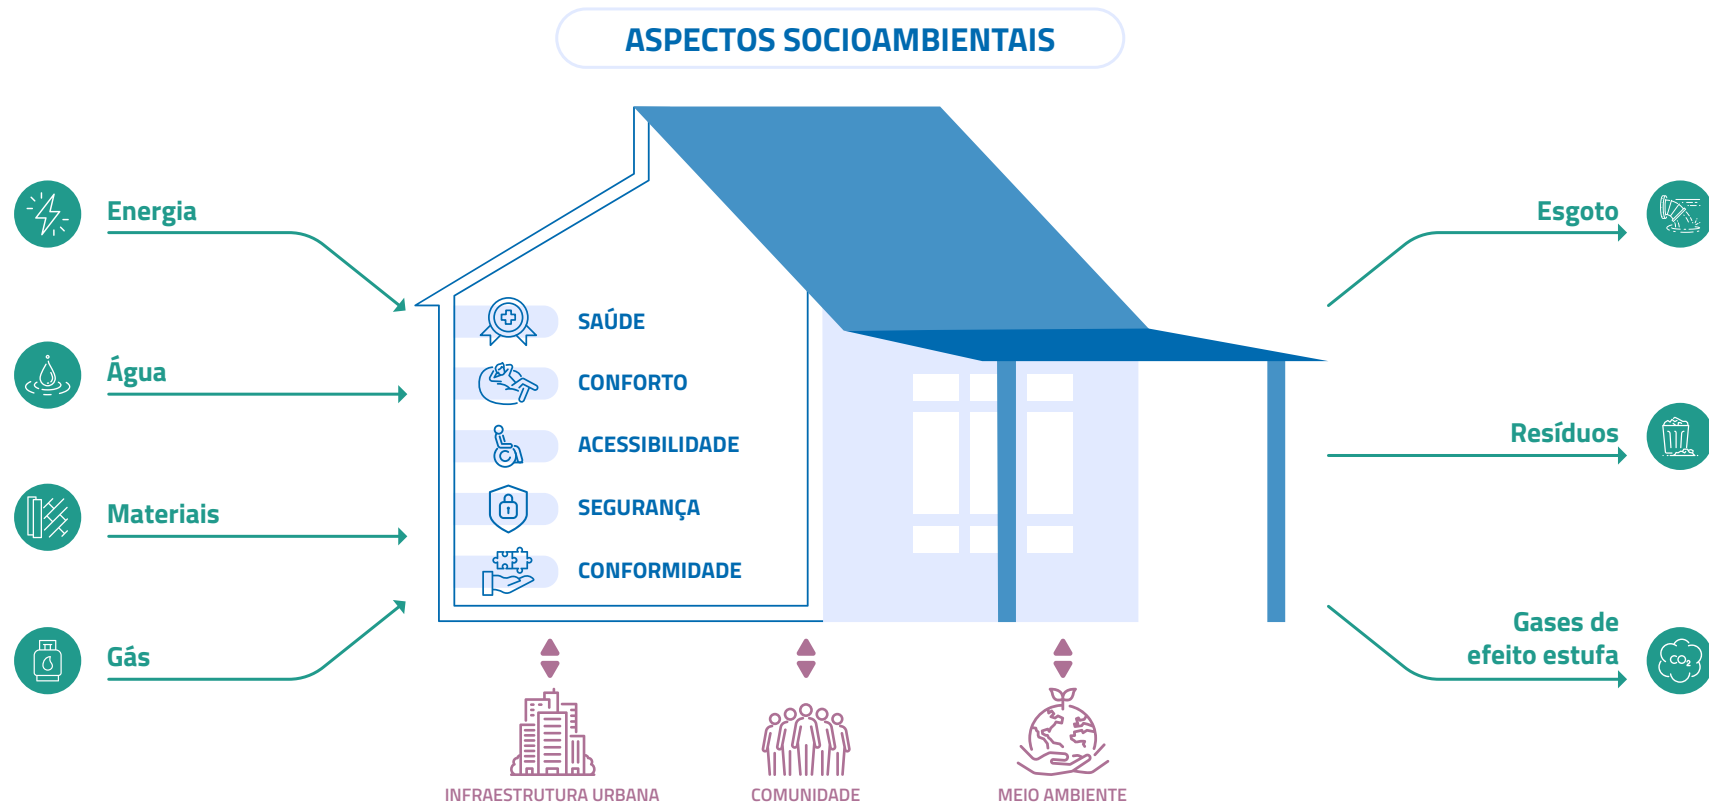 ASPECTOS SOCIOAMBIENTAIS
Energia
Água
Materiais
Gás
SAÚDE
CONFORTO
ACESSIBILIDADE
SEGURANÇA
CONFORMIDADE
Esgoto
Resíduos
Gases de
efeito estufa
CO₂
INFRAESTRUTURA URBANA
COMUNIDADE
MEIO AMBIENTE